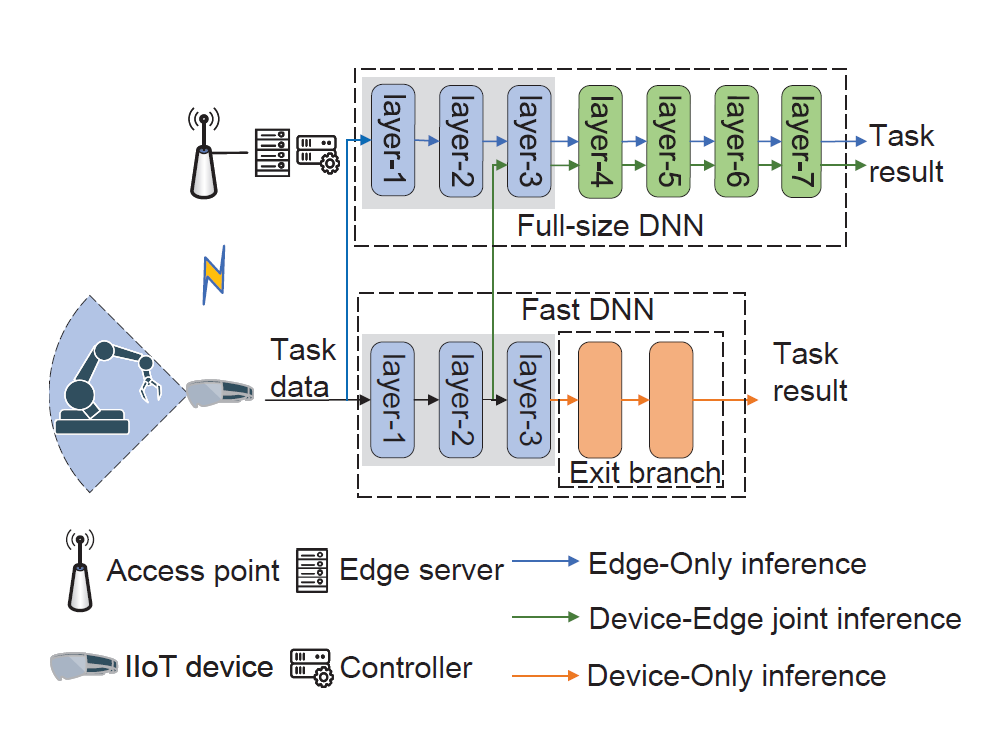 layer-1
layer-2
layer-3
layer-4
layer-5
layer-6
layer-7
Task
result
Full-size DNN
Fast DNN
Task
data
layer-1
layer-2
layer-3
Task
result
Exit branch
Access point
Edge server
Edge-Only inference
Device-Edge joint inference
IIoT device
Controller
Device-Only inference